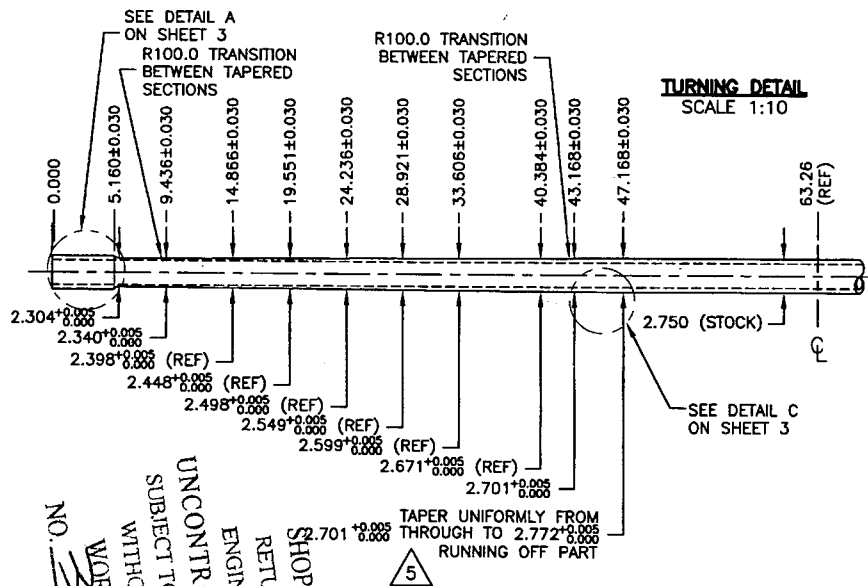 SEE DETAIL A
ON SHEET 3
R100.0 TRANSITION
BETWEEN TAPERED
SECTIONS
R100.0 TRANSITION
BETWEEN TAPERED
SECTIONS
TURNING DETAIL
SCALE 1:10
0.000
5.160±0.030
9.436±0.030
14.866±0.030
19.551±0.030
24.236±0.030
28.921±0.030
33.606±0.030
40.384±0.030
43.168±0.030
47.168±0.030
63.26
(REF)
2.304 +0.005 0.000
2.340 +0.005 0.000
2.398 +0.005 0.000 (REF)
2.448 +0.005 0.000 (REF)
2.498 +0.005 0.000 (REF)
2.549 +0.005 0.000 (REF)
2.599 +0.005 0.000 (REF)
2.671 +0.005 0.000 (REF)
2.701 +0.005 0.000
2.750 (STOCK)
℄
SEE DETAIL C
ON SHEET 3
TAPER UNIFORMLY FROM
2.701 +0.005 0.000 THROUGH TO 2.772 +0.005 0.000
RUNNING OFF PART
5
SHOP
RETU
ENGIN
UNCONTR
SUBJECT TO
WITHO
WOR
NO.